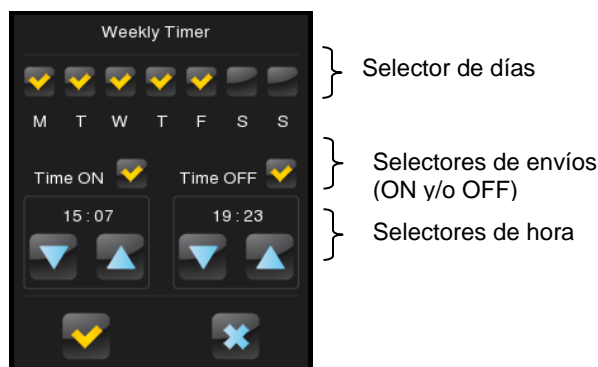 Weekly Timer
Selector de días
M T W T F S S
Time ON Time OFF
Selectores de envíos
(ON y/o OFF)
15 : 07 19 : 23
Selectores de hora